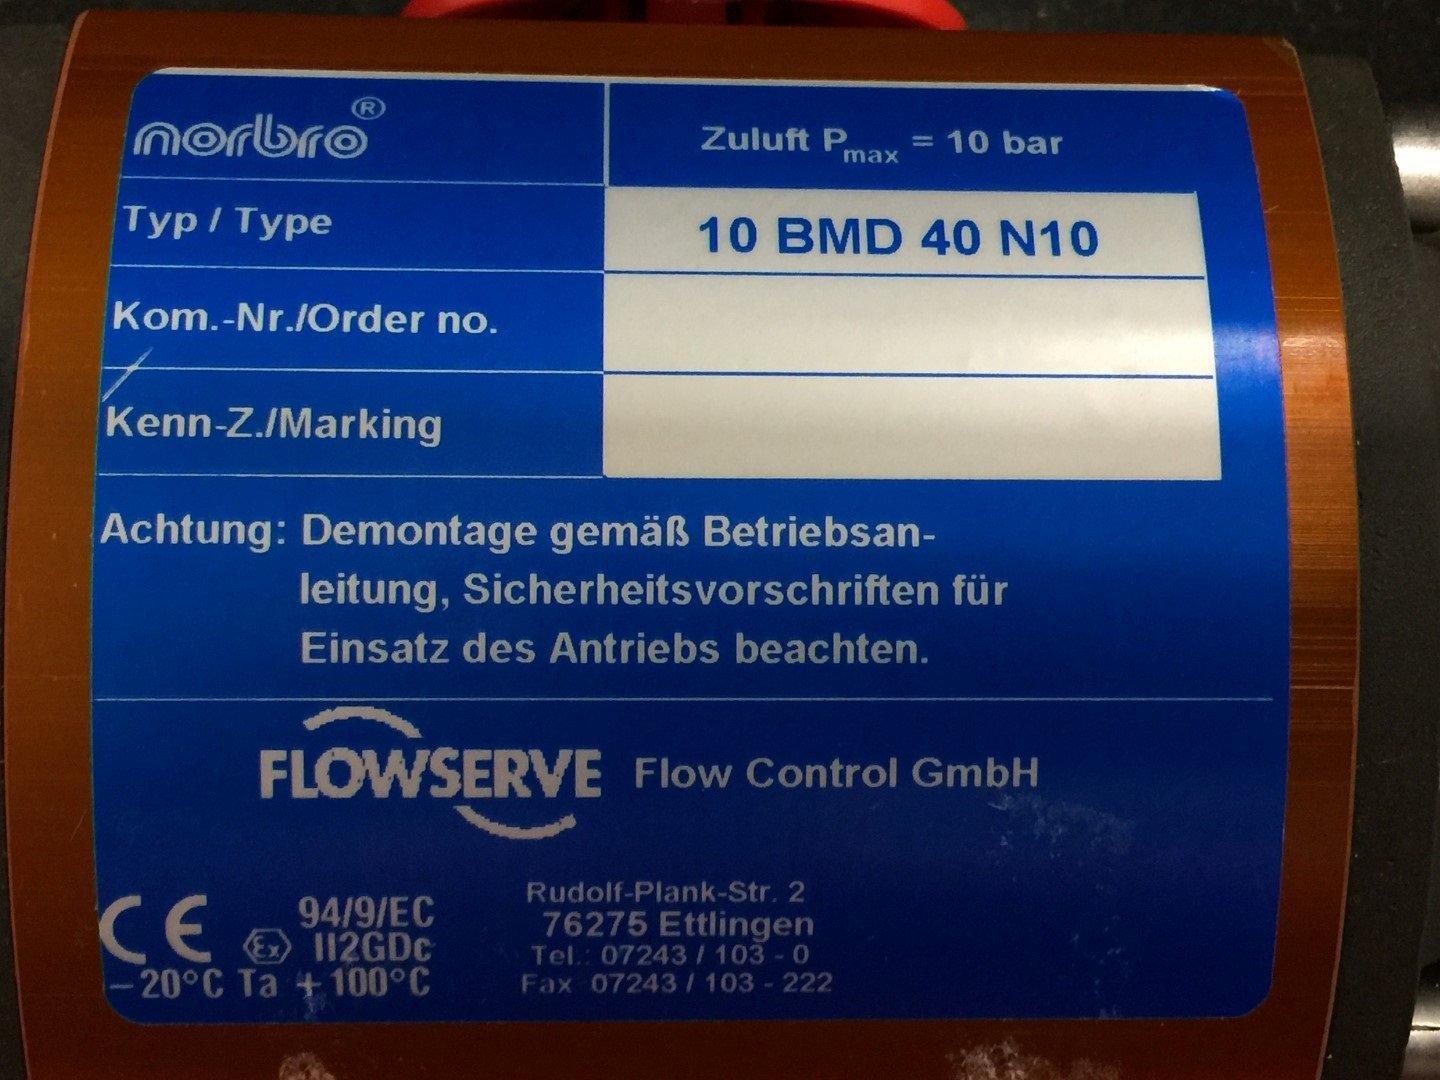 norbro®
Zuluft Pmax = 10 bar
Typ / Type
10 BMD 40 N10
Kom.-Nr./Order no.
Kenn-Z./Marking
Achtung: Demontage gemäß Betriebsan-
leitung, Sicherheitsvorschriften für
Einsatz des Antriebs beachten.
FLOWSERVE Flow Control GmbH
CE
94/9/EC
Ex II2GDc
-20°C Ta +100°C
Rudolf-Plank-Str. 2
76275 Ettlingen
Tel.: 07243 / 103 - 0
Fax 07243 / 103 - 222